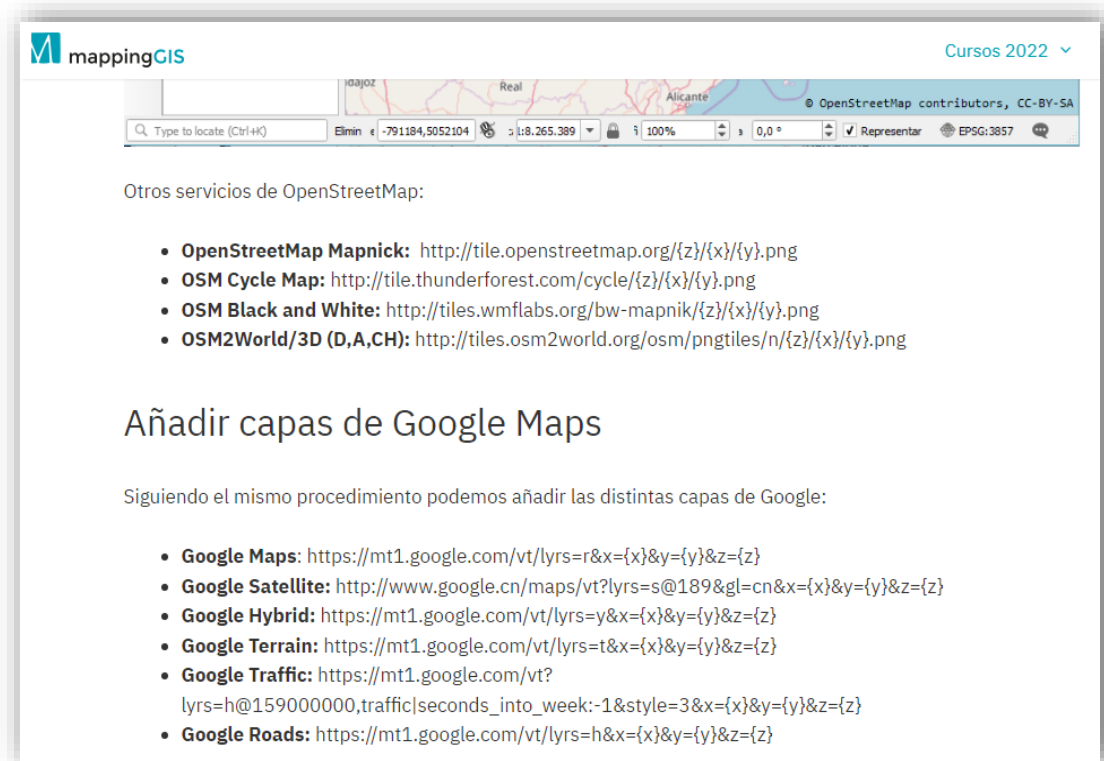 mappingGIS
Cursos 2022
Real
Alicante
© OpenStreetMap contributors, CC-BY-SA
Type to locate (Ctrl+K) Elimin -791184,5052104 1:8.265.389 100% 0,0 ° Representar EPSG:3857
Otros servicios de OpenStreetMap:
• OpenStreetMap Mapnick: http://tile.openstreetmap.org/{z}/{x}/{y}.png
• OSM Cycle Map: http://tile.thunderforest.com/cycle/{z}/{x}/{y}.png
• OSM Black and White: http://tiles.wmflabs.org/bw-mapnik/{z}/{x}/{y}.png
• OSM2World/3D (D,A,CH): http://tiles.osm2world.org/osm/pngtiles/n/{z}/{x}/{y}.png
Añadir capas de Google Maps
Siguiendo el mismo procedimiento podemos añadir las distintas capas de Google:
• Google Maps: https://mt1.google.com/vt/lyrs=r&x={x}&y={y}&z={z}
• Google Satellite: http://www.google.cn/maps/vt?lyrs=s@189&gl=cn&x={x}&y={y}&z={z}
• Google Hybrid: https://mt1.google.com/vt/lyrs=y&x={x}&y={y}&z={z}
• Google Terrain: https://mt1.google.com/vt/lyrs=t&x={x}&y={y}&z={z}
• Google Traffic: https://mt1.google.com/vt?
lyrs=h@159000000,traffic|seconds_into_week:-1&style=3&x={x}&y={y}&z={z}
• Google Roads: https://mt1.google.com/vt/lyrs=h&x={x}&y={y}&z={z}